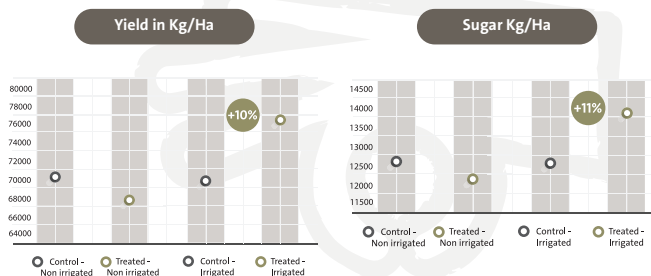 Yield in Kg/Ha
80000
78000
76000
74000
72000
70000
68000
66000
64000
+10%
Control -
Non irrigated
Treated -
Non irrigated
Control -
Irrigated
Treated -
Irrigated
Sugar Kg/Ha
14500
14000
13500
13000
12500
12000
11500
+11%
Control -
Non irrigated
Treated -
Non irrigated
Control -
Irrigated
Treated -
Irrigated